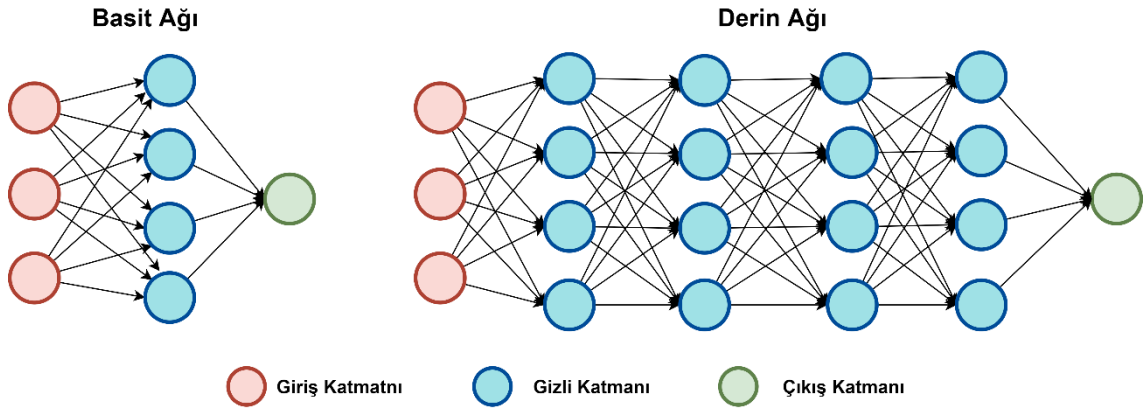 Basit Ağı
Derin Ağı
Giriş Katmatnı
Gizli Katmanı
Çıkış Katmanı